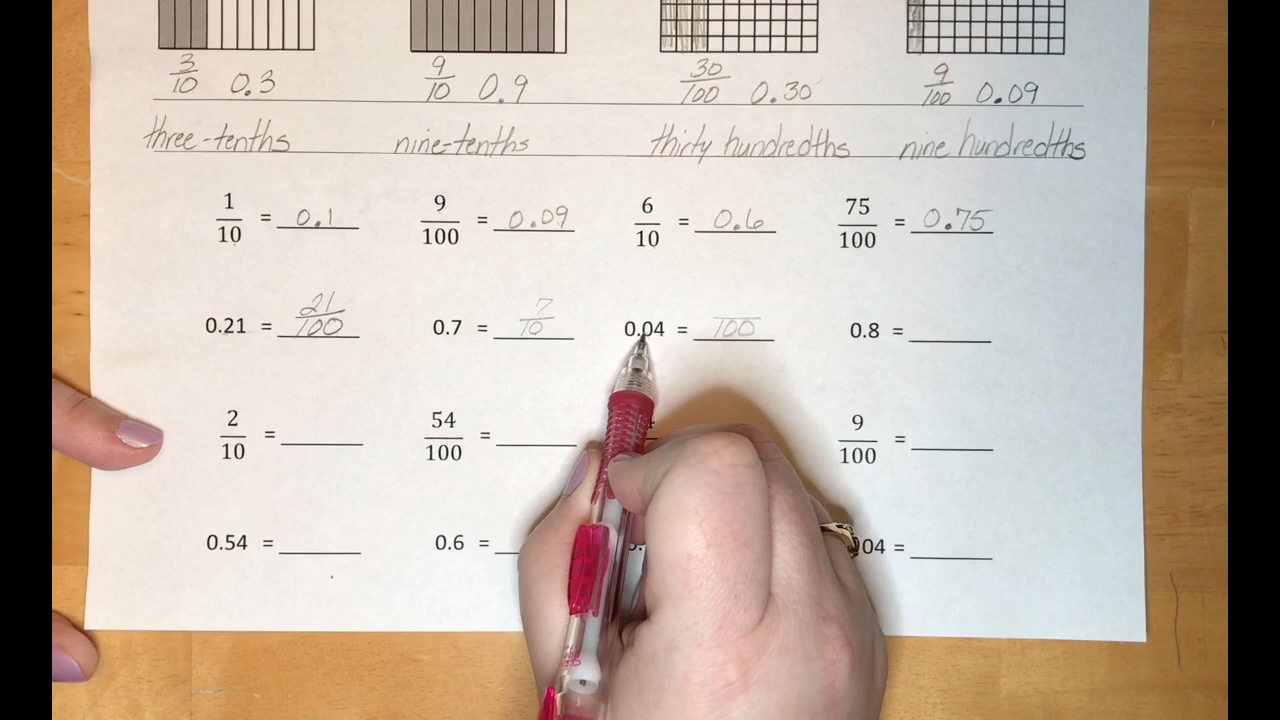 3/10 0.3 9/10 0.9 30/100 0.30 9/100 0.09
three-tenths nine-tenths thirty hundredths nine hundredths
1/10 = 0.1 9/100 = 0.09 6/10 = 0.6 75/100 = 0.75
0.21 = 21/100 0.7 = 7/10 0.04 = /100 0.8 =
2/10 = 54/100 = 9/100 =
0.54 = 0.6 = 04 =